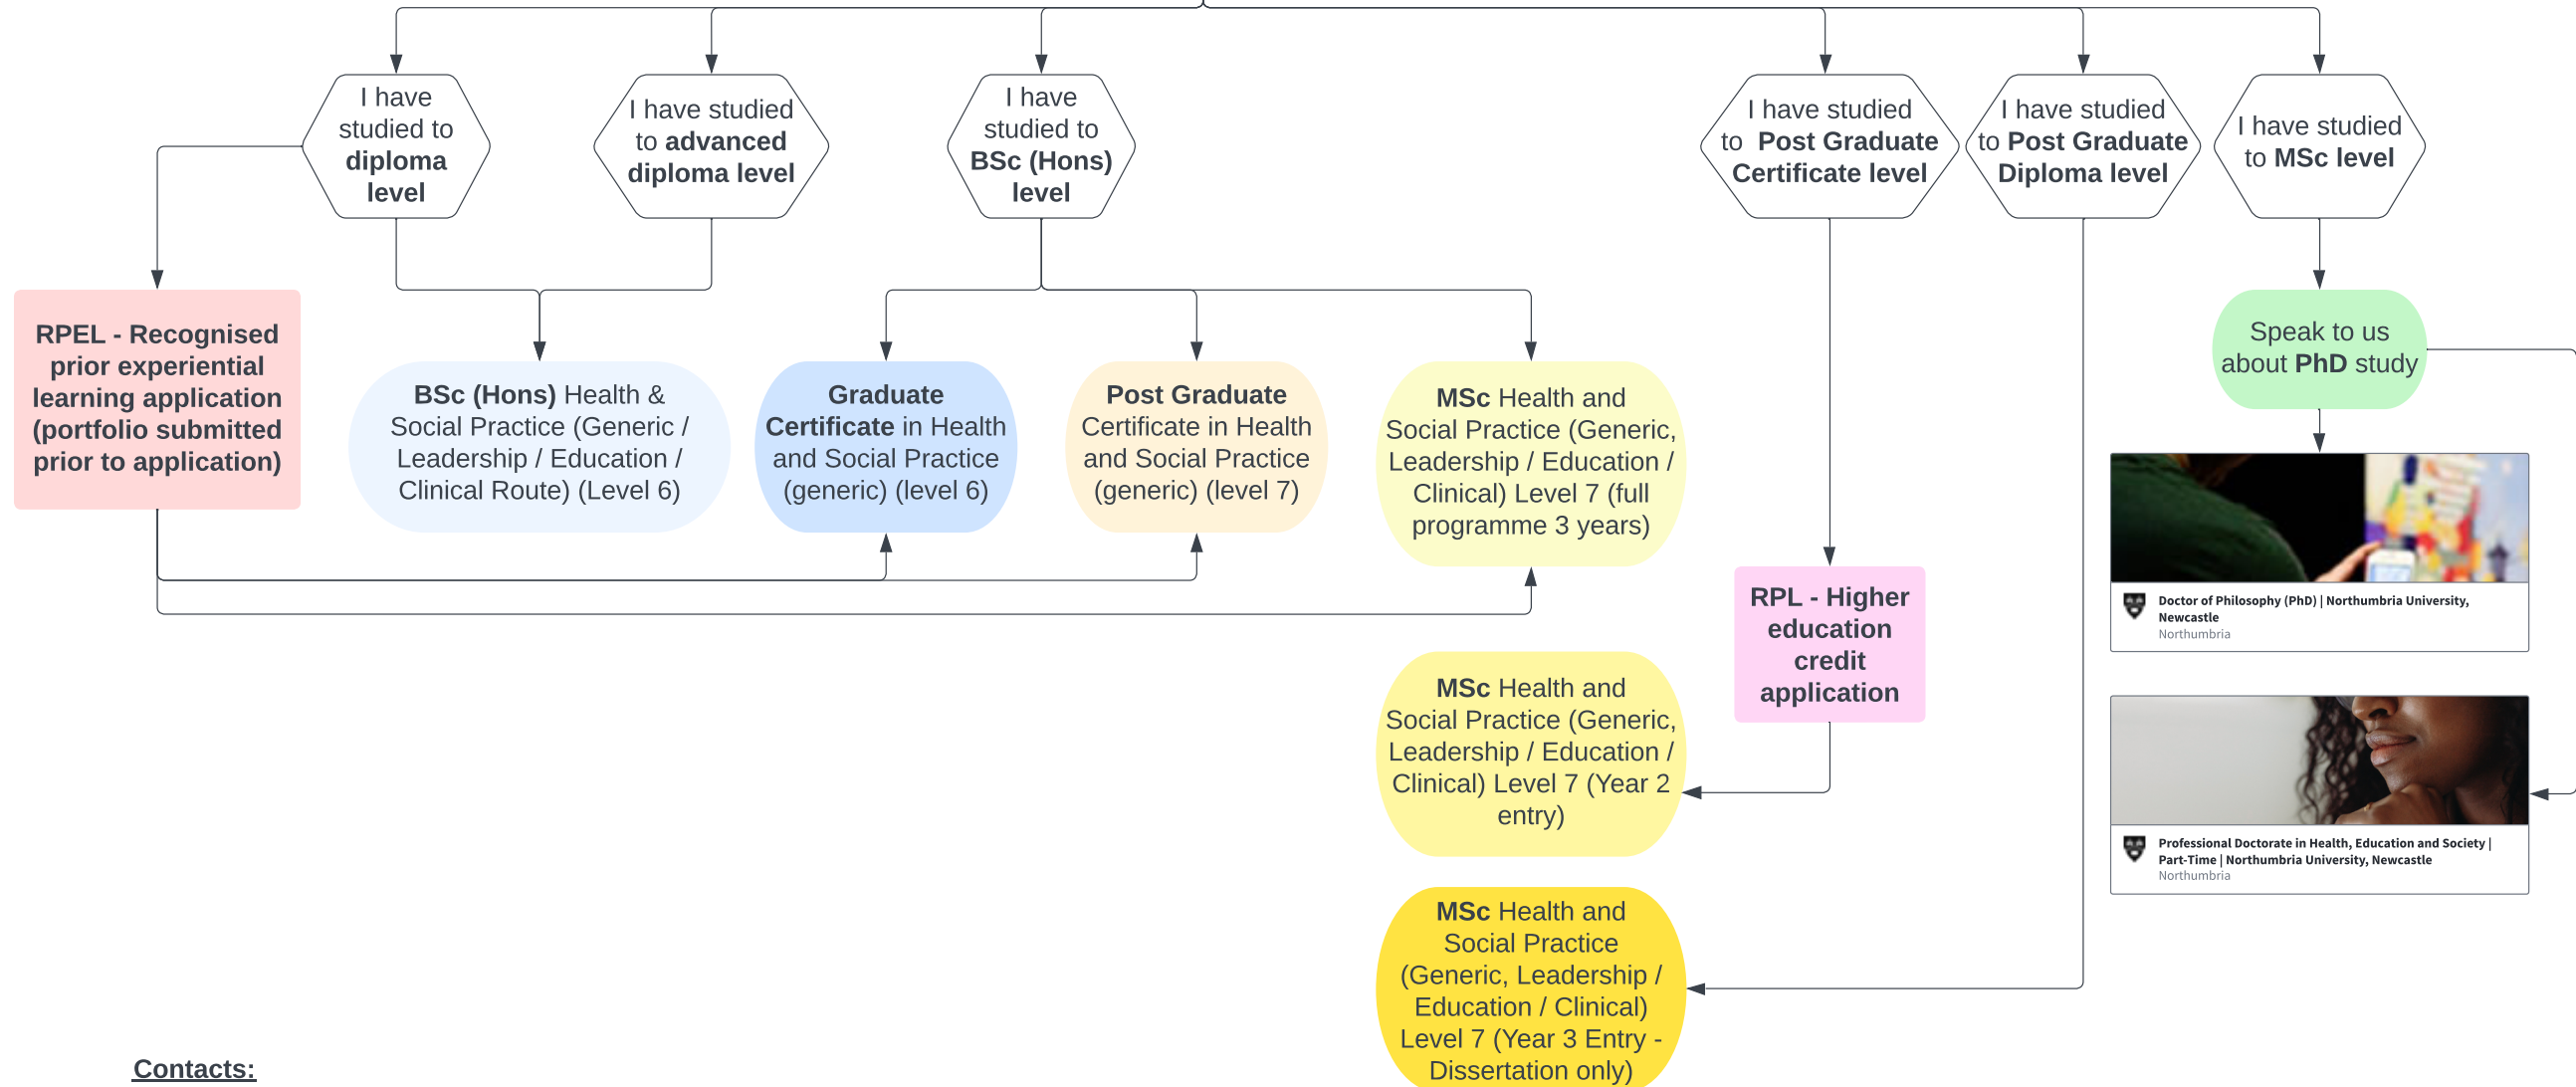 I have
studied to
diploma
level
I have studied
to advanced
diploma level
I have
studied to
BSc (Hons)
level
I have studied
to Post Graduate
Certificate level
I have studied
to Post Graduate
Diploma level
I have studied
to MSc level
RPEL - Recognised
prior experiential
learning application
(portfolio submitted
prior to application)
BSc (Hons) Health &
Social Practice (Generic /
Leadership / Education /
Clinical Route) (Level 6)
Graduate
Certificate in Health
and Social Practice
(generic) (level 6)
Post Graduate
Certificate in Health
and Social Practice
(generic) (level 7)
MSc Health and
Social Practice (Generic,
Leadership / Education /
Clinical) Level 7 (full
programme 3 years)
Speak to us
about PhD study
Doctor of Philosophy (PhD) | Northumbria University,
Newcastle
Northumbria
RPL - Higher
education
credit
application
MSc Health and
Social Practice (Generic,
Leadership / Education /
Clinical) Level 7 (Year 2
entry)
Professional Doctorate in Health, Education and Society |
Part-Time | Northumbria University, Newcastle
Northumbria
MSc Health and
Social Practice
(Generic, Leadership /
Education / Clinical)
Level 7 (Year 3 Entry -
Dissertation only)
Contacts: